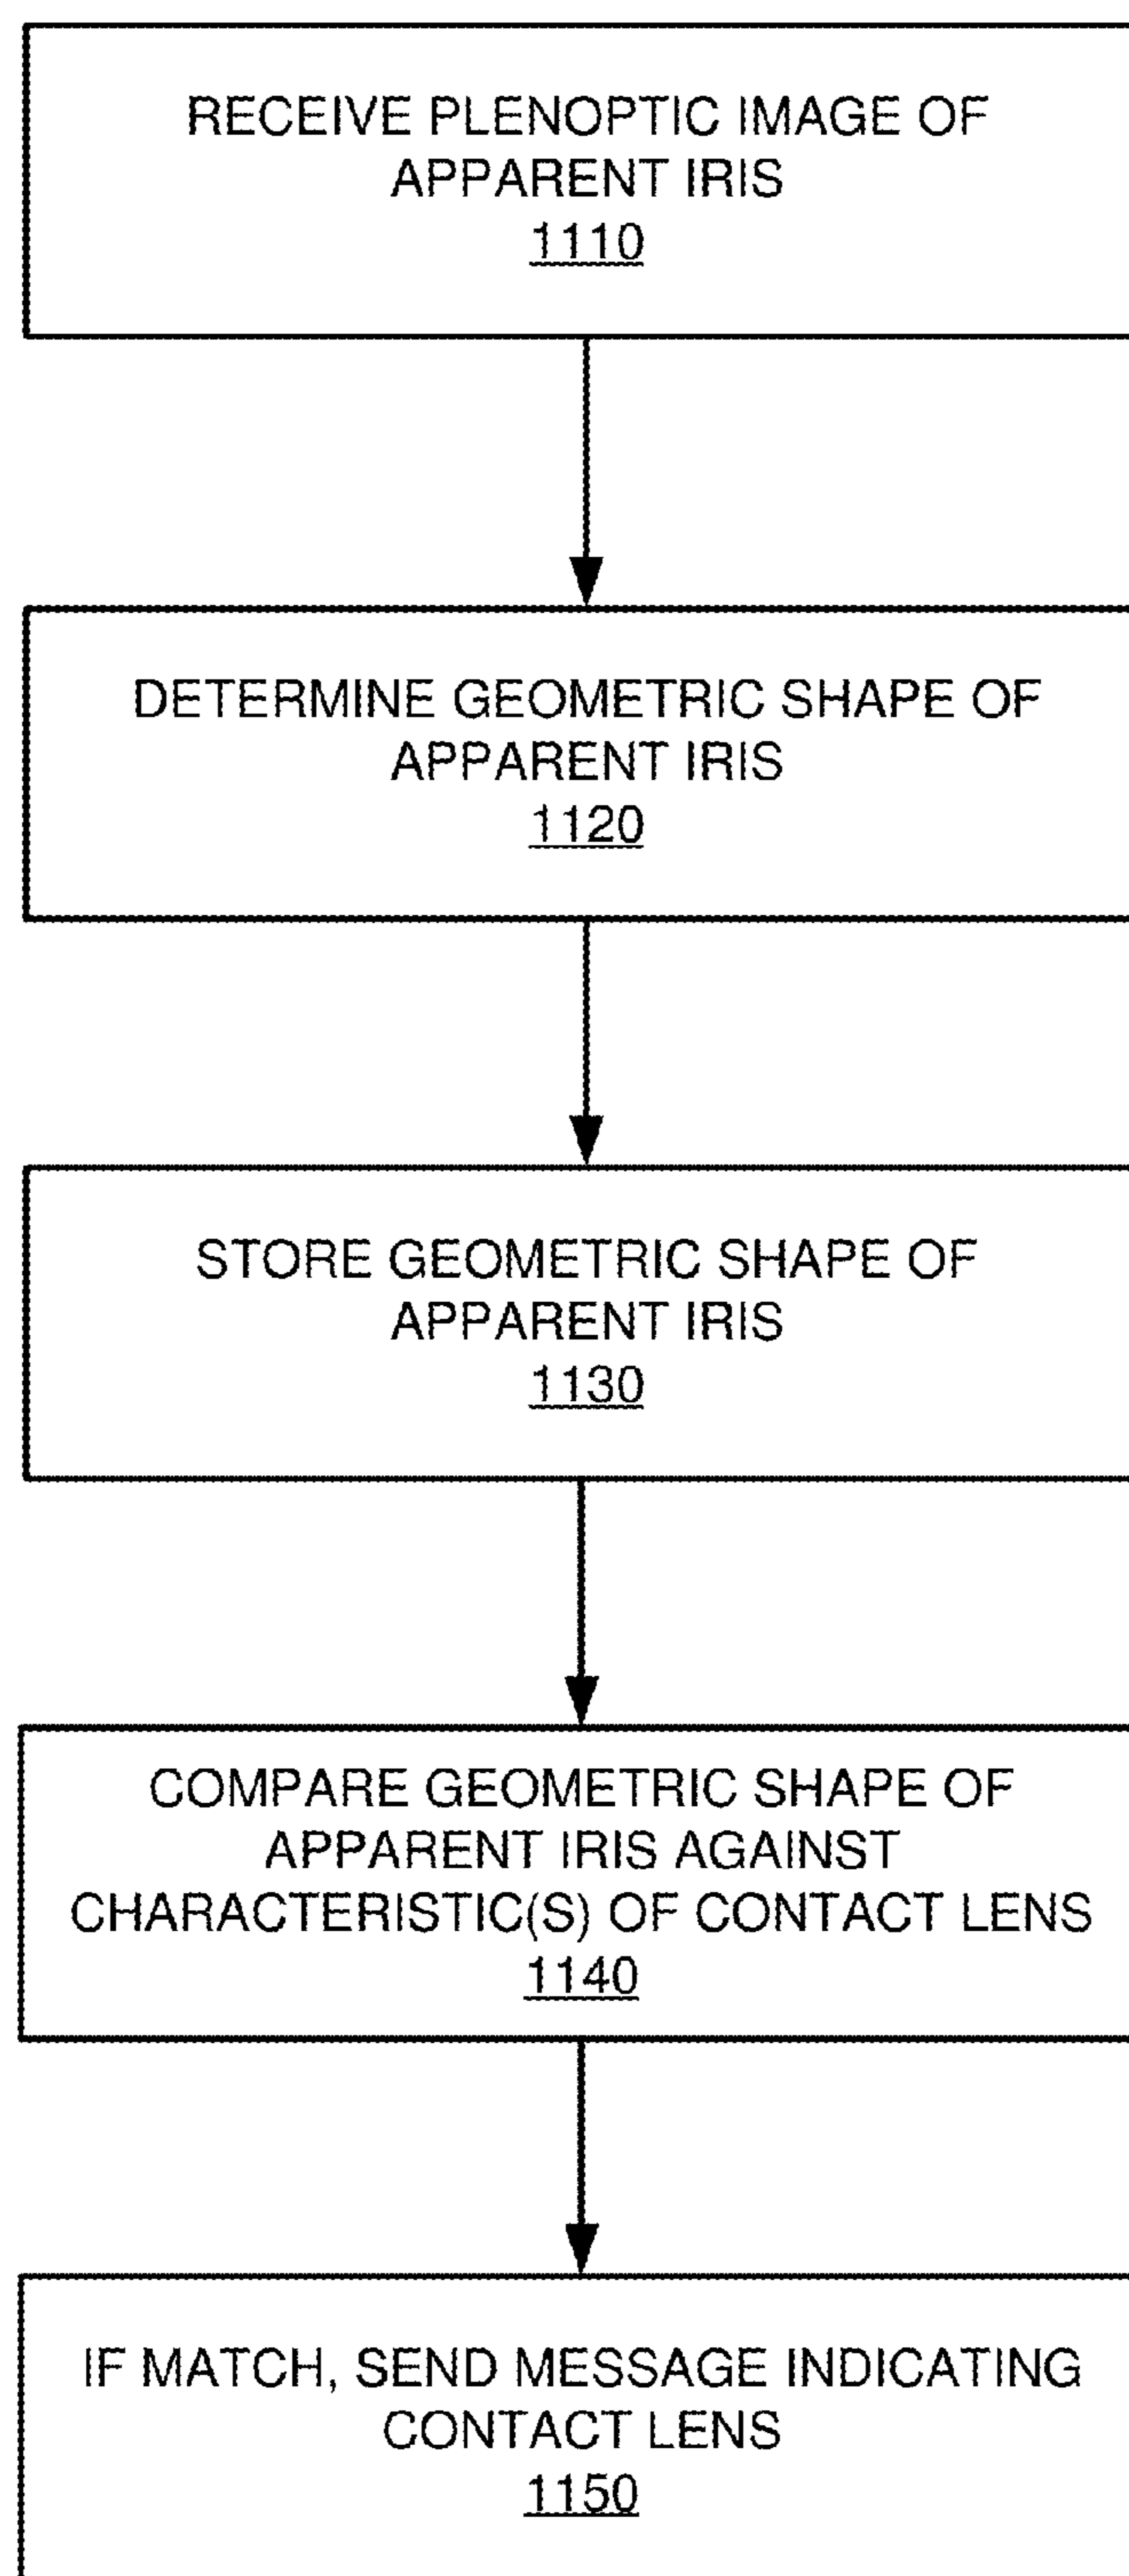 RECEIVE PLENOPTIC IMAGE OF
APPARENT IRIS
1110
DETERMINE GEOMETRIC SHAPE OF
APPARENT IRIS
1120
STORE GEOMETRIC SHAPE OF
APPARENT IRIS
1130
COMPARE GEOMETRIC SHAPE OF
APPARENT IRIS AGAINST
CHARACTERISTIC(S) OF CONTACT LENS
1140
IF MATCH, SEND MESSAGE INDICATING
CONTACT LENS
1150